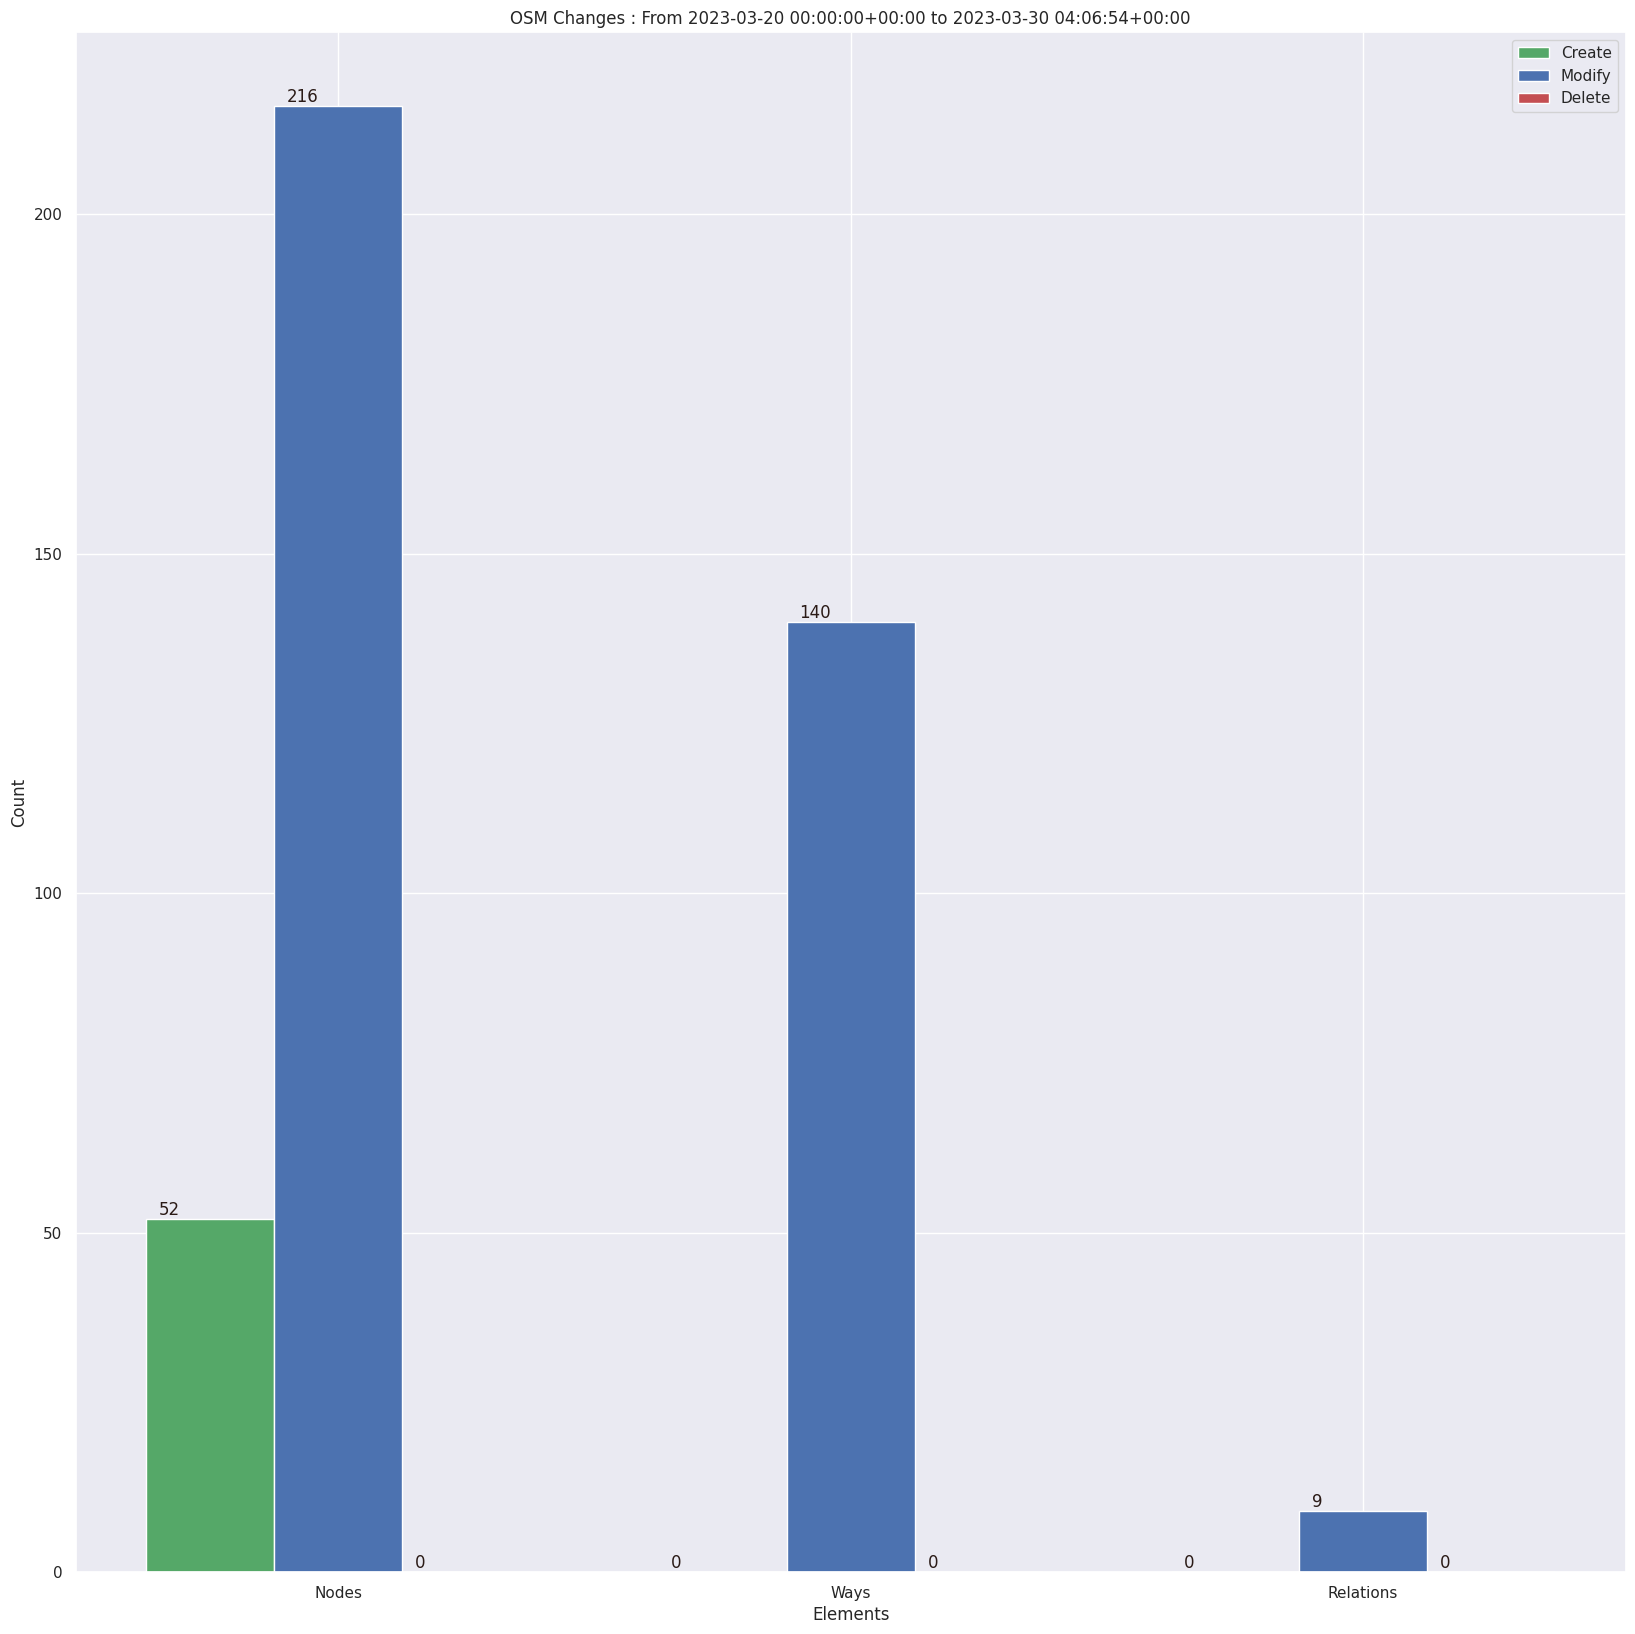 OSM Changes : From 2023-03-20 00:00:00+00:00 to 2023-03-30 04:06:54+00:00
Create
Modify
Delete
216
200
150
140
Count
100
52
50
9
0
0
0
0
0
0
Nodes
Ways
Relations
Elements